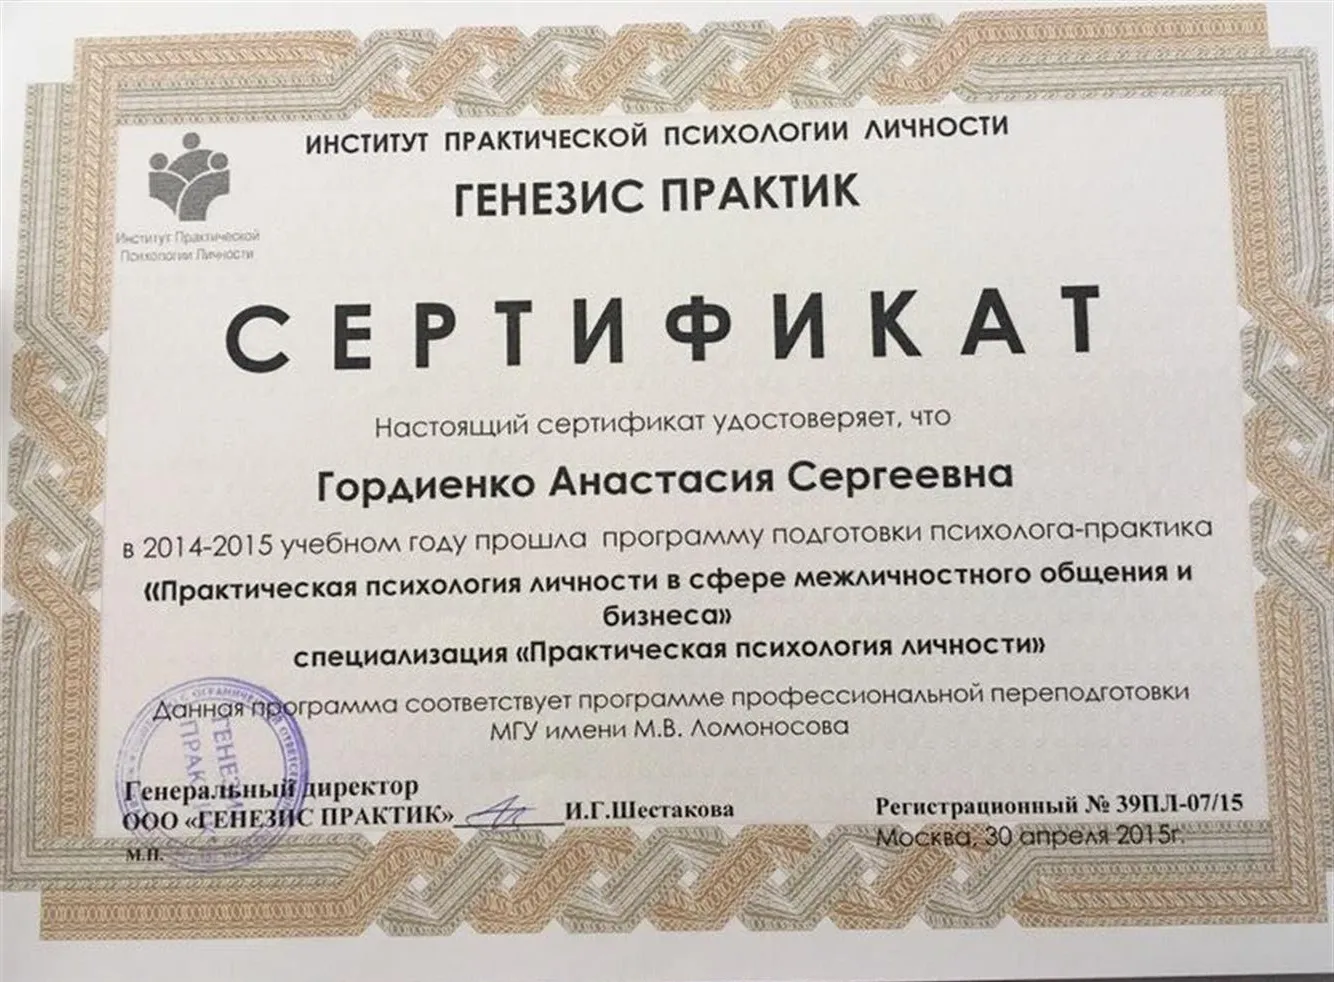 ИНСТИТУТ ПРАКТИЧЕСКОЙ ПСИХОЛОГИИ ЛИЧНОСТИ
ГЕНЕЗИС ПРАКТИК
Институт Практической
Психологии Личности
СЕРТИФИКАТ
Настоящий сертификат удостоверяет, что
Гордиенко Анастасия Сергеевна
в 2014-2015 учебном году прошла программу подготовки психолога-практика
«Практическая психология личности в сфере межличностного общения и
бизнеса»
специализация «Практическая психология личности»
Данная программа соответствует программе профессиональной переподготовки
МГУ имени М.В. Ломоносова
Генеральный директор
ООО «ГЕНЕЗИС ПРАКТИК» И.Г.Шестакова
М.П.
Регистрационный № 39ПЛ-07/15
Москва, 30 апреля 2015г.